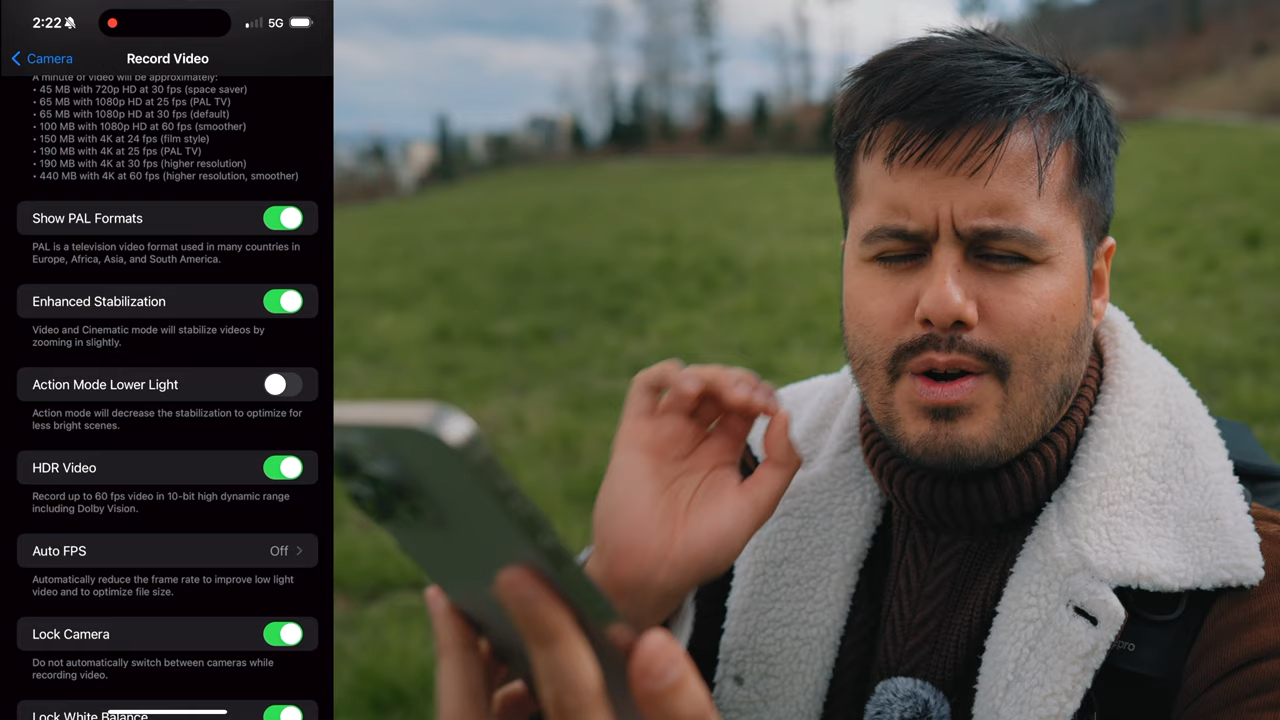 2:22
5G
Camera
Record Video
A minute of video will be approximately:
• 45 MB with 720p HD at 30 fps (space saver)
• 65 MB with 1080p HD at 25 fps (PAL TV)
• 65 MB with 1080p HD at 30 fps (default)
• 100 MB with 1080p HD at 60 fps (smoother)
• 150 MB with 4K at 24 fps (film style)
• 190 MB with 4K at 25 fps (PAL TV)
• 190 MB with 4K at 30 fps (higher resolution)
• 440 MB with 4K at 60 fps (higher resolution, smoother)
Show PAL Formats
PAL is a television video format used in many countries in
Europe, Africa, Asia, and South America.
Enhanced Stabilization
Video and Cinematic mode will stabilize videos by
zooming in slightly.
Action Mode Lower Light
Action mode will decrease the stabilization to optimize for
less bright scenes.
HDR Video
Record up to 60 fps video in 10-bit high dynamic range
including Dolby Vision.
Auto FPS
Off
Automatically reduce the frame rate to improve low light
video and to optimize file size.
Lock Camera
Do not automatically switch between cameras while
recording video.
Lock White Balance
pro